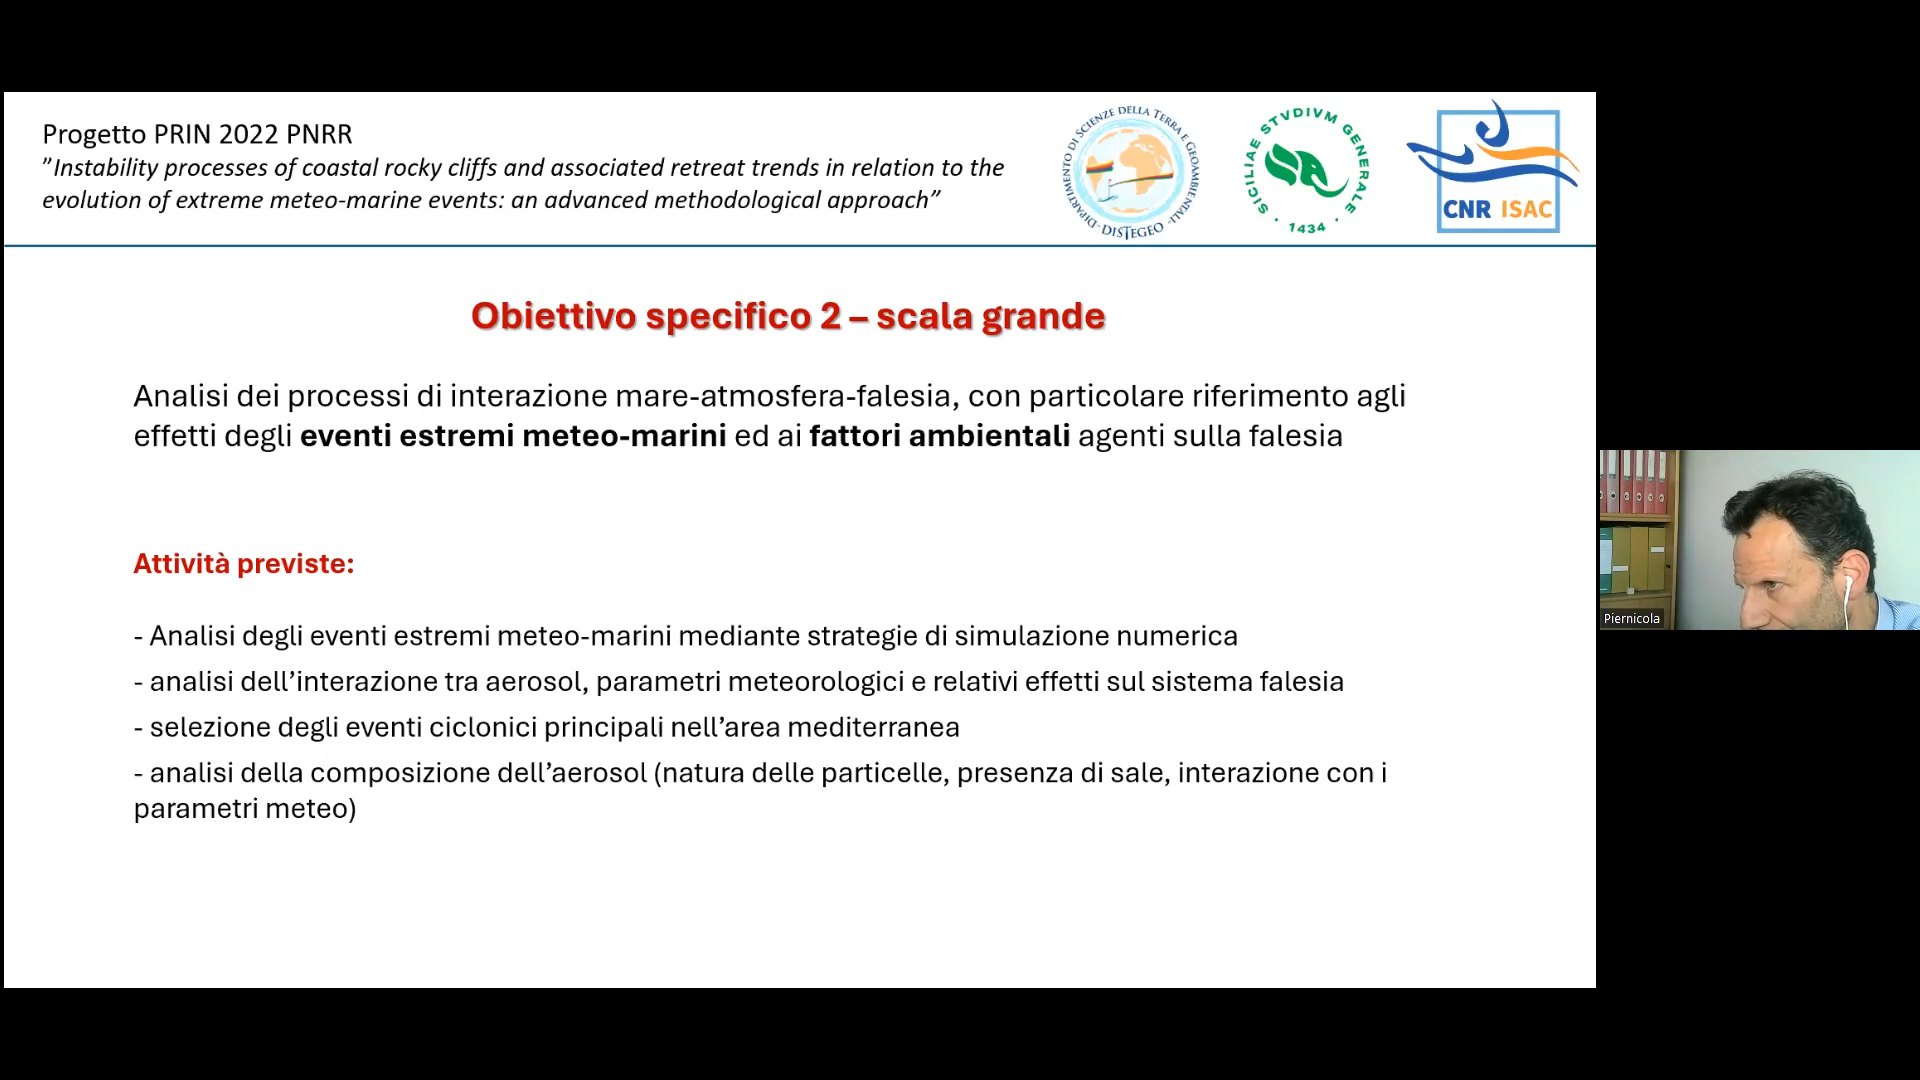 Progetto PRIN 2022 PNRR
”Instability processes of coastal rocky cliffs and associated retreat trends in relation to the
evolution of extreme meteo-marine events: an advanced methodological approach”
DIPARTIMENTO DI SCIENZE DELLA TERRA E GEOAMBIENTALI
DISTEGEO
SICILIAE STVDIVM GENERALE
1434
CNR ISAC
Obiettivo specifico 2 – scala grande
Analisi dei processi di interazione mare-atmosfera-falesia, con particolare riferimento agli
effetti degli eventi estremi meteo-marini ed ai fattori ambientali agenti sulla falesia
Attività previste:
- Analisi degli eventi estremi meteo-marini mediante strategie di simulazione numerica
- analisi dell’interazione tra aerosol, parametri meteorologici e relativi effetti sul sistema falesia
- selezione degli eventi ciclonici principali nell’area mediterranea
- analisi della composizione dell’aerosol (natura delle particelle, presenza di sale, interazione con i
parametri meteo)
Piernicola